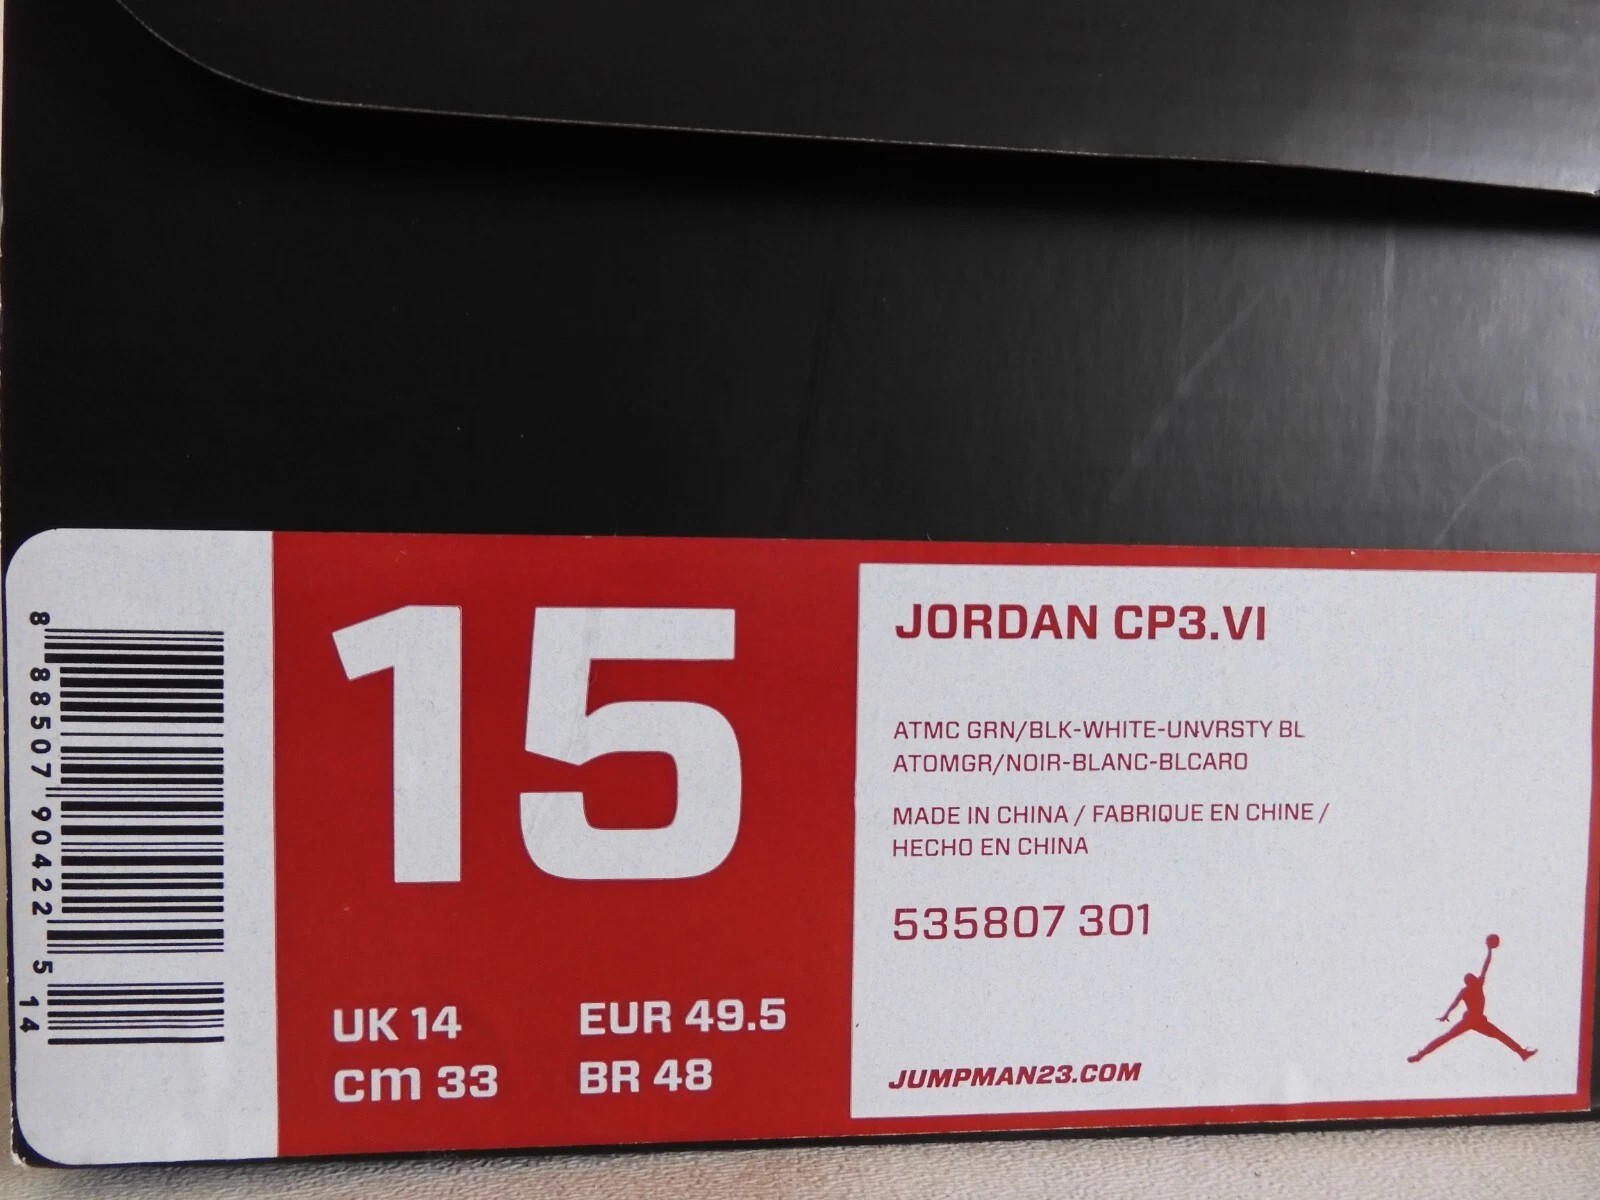 8 88507 90422 5 14
15
UK 14
EUR 49.5
cm 33
BR 48
JORDAN CP3.VI
ATMC GRN/BLK-WHITE-UNVRSTY BL
ATOMGR/NOIR-BLANC-BLCARO
MADE IN CHINA / FABRIQUE EN CHINE /
HECHO EN CHINA
535807 301
JUMPMAN23.COM